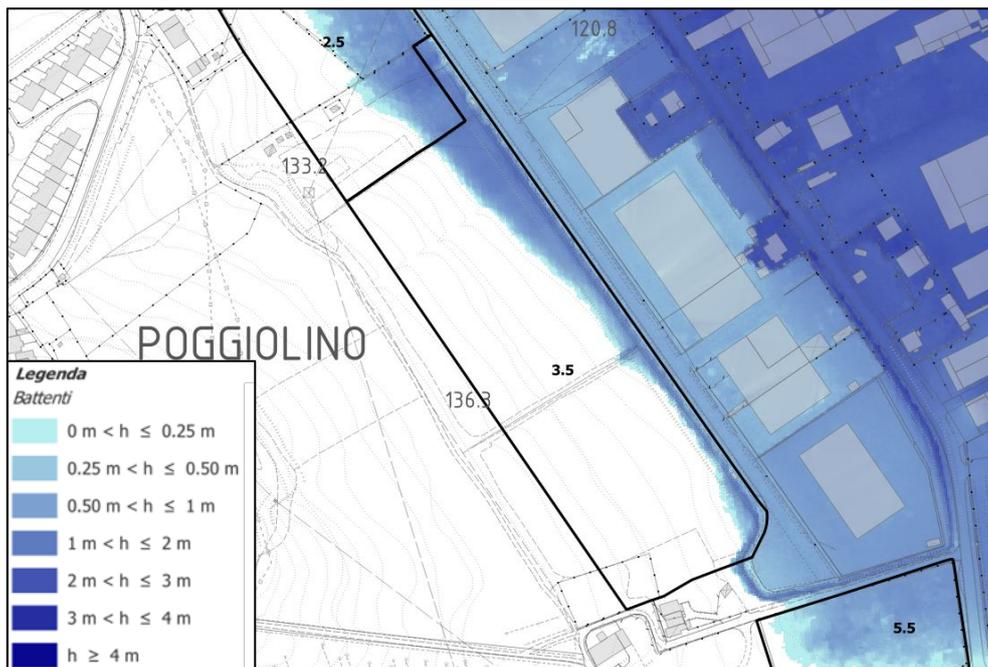 120.8
2.5
133.2
POGGIOLINO
3.5
136.3
5.5
Legenda
Battenti
0 m < h ≤ 0.25 m
0.25 m < h ≤ 0.50 m
0.50 m < h ≤ 1 m
1 m < h ≤ 2 m
2 m < h ≤ 3 m
3 m < h ≤ 4 m
h ≥ 4 m